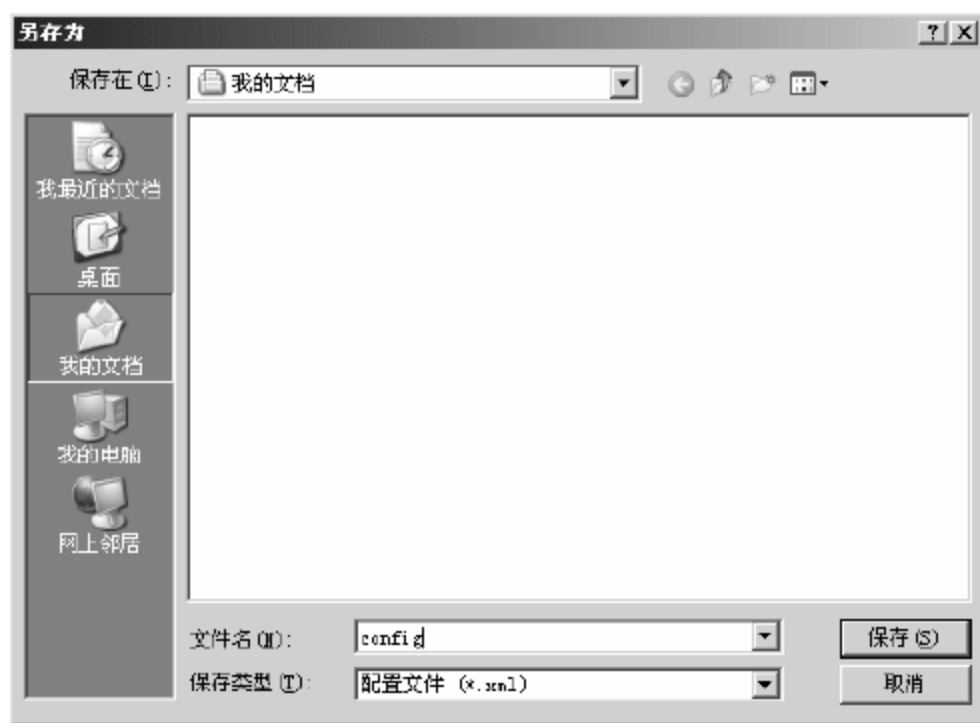 另存为
保存在(I):
我的文档
我最近的文档
桌面
我的文档
我的电脑
网上邻居
文件名(N):
config
保存(S)
保存类型(T):
配置文件 (*.xml)
取消